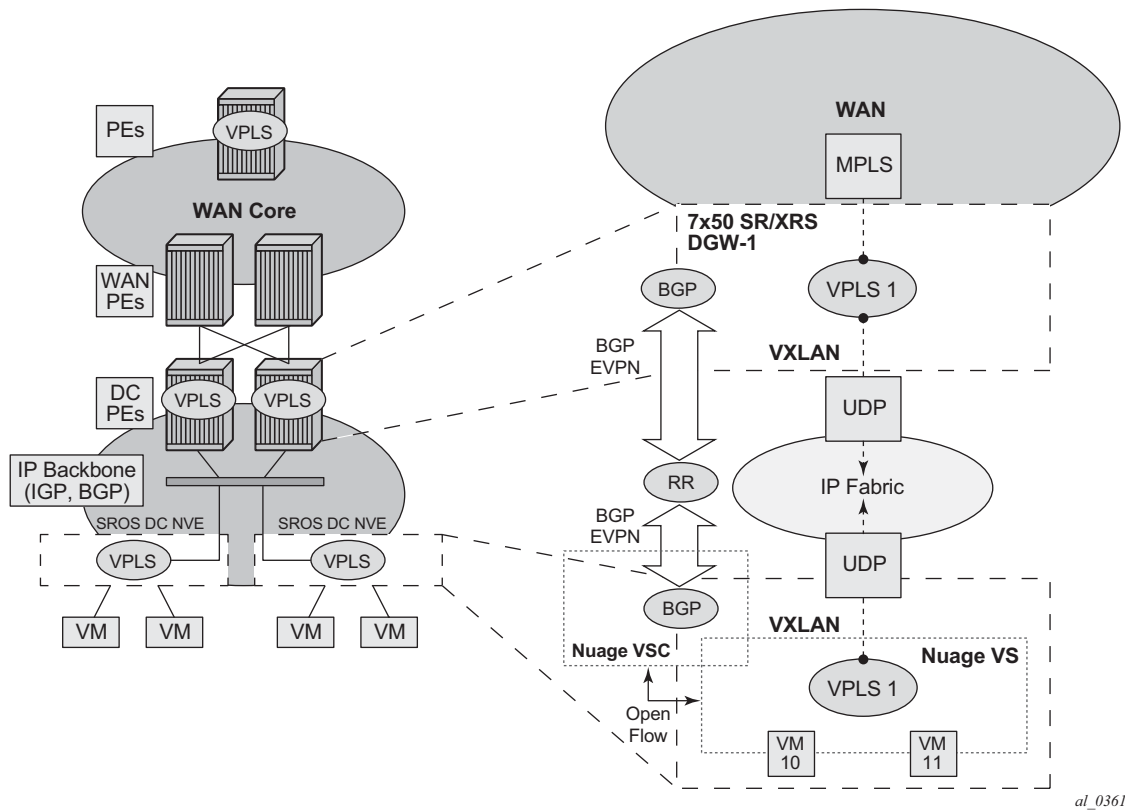 PEs
VPLS
WAN Core
WAN
PEs
DC
PEs
VPLS
VPLS
IP Backbone
(IGP, BGP)
SROS DC NVE
SROS DC NVE
VPLS
VPLS
VM
VM
VM
VM
WAN
MPLS
7x50 SR/XRS
DGW-1
BGP
VPLS 1
BGP
EVPN
VXLAN
UDP
RR
IP Fabric
BGP
EVPN
UDP
BGP
VXLAN
Nuage VSC
Nuage VS
VPLS 1
Open
Flow
VM
10
VM
11
al_0361